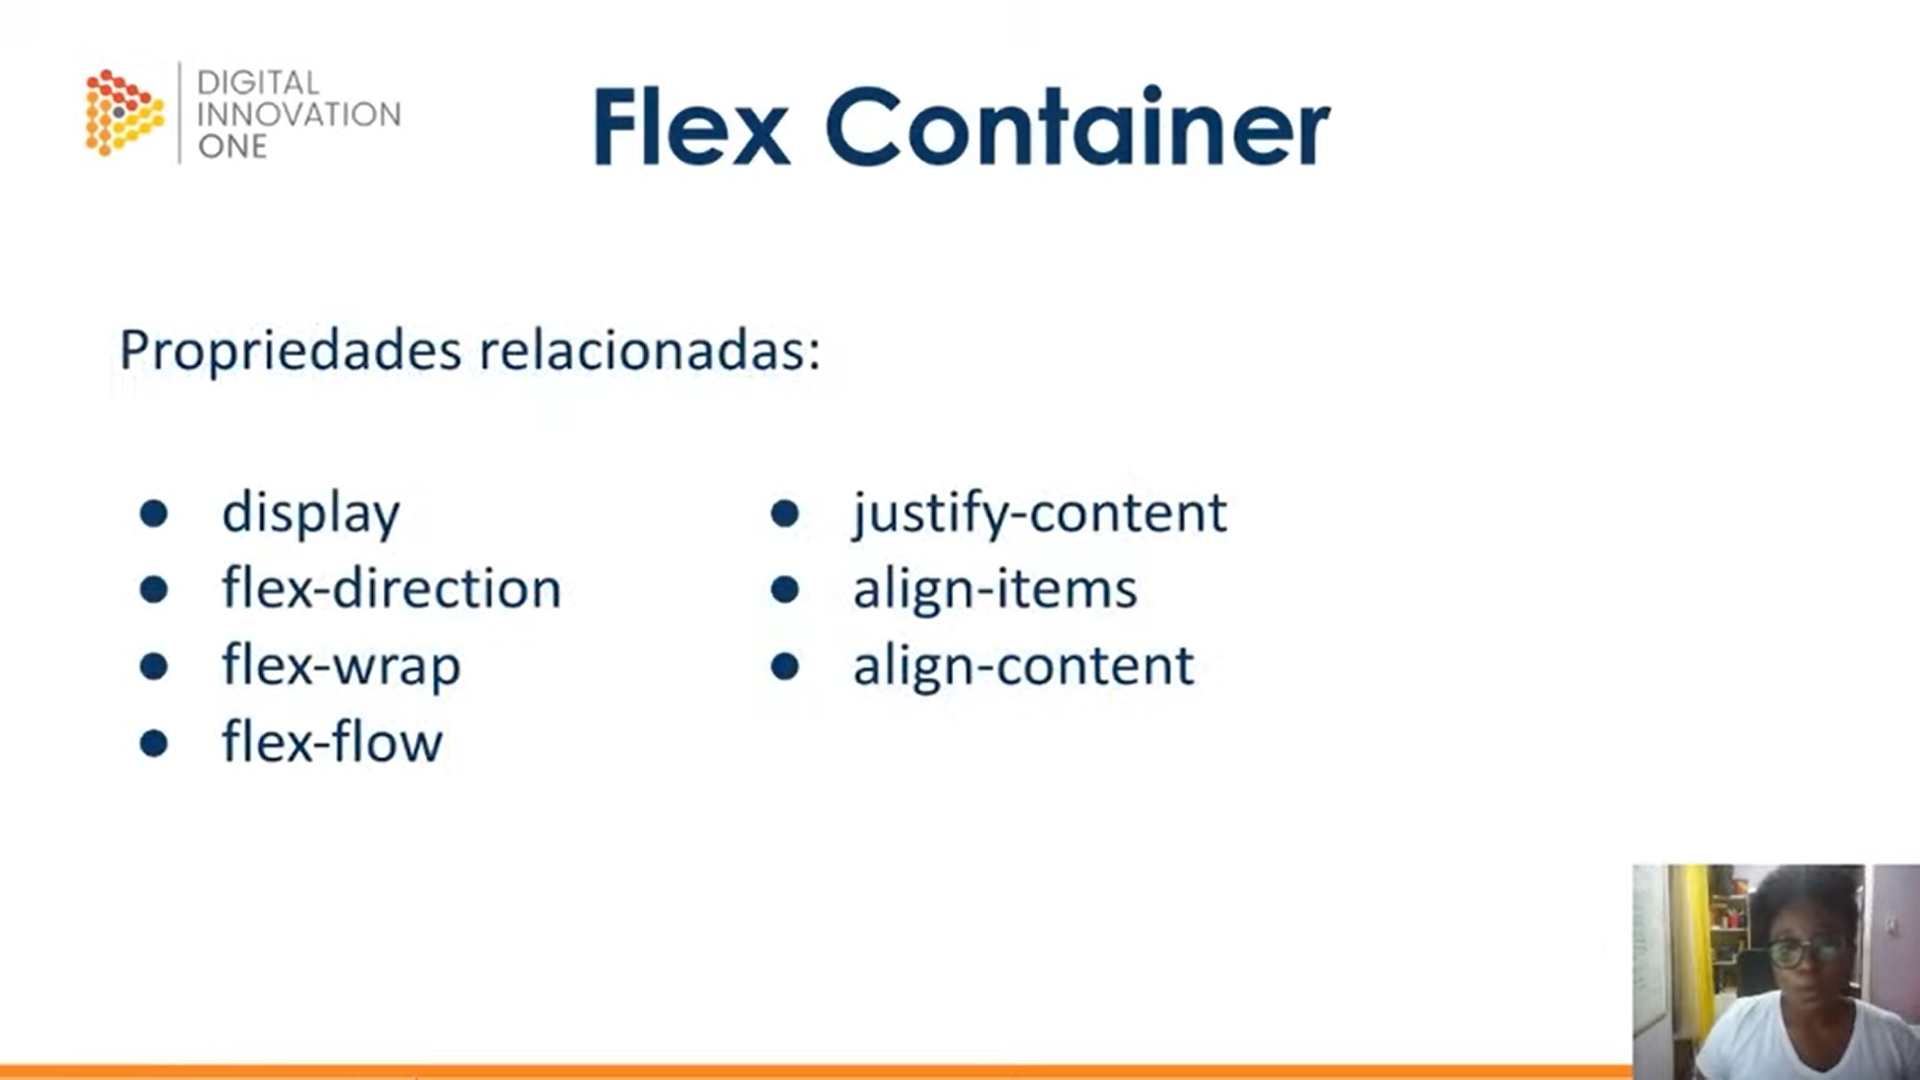 DIGITAL
INNOVATION
ONE
Flex Container
Propriedades relacionadas:
● display
● flex-direction
● flex-wrap
● flex-flow
● justify-content
● align-items
● align-content